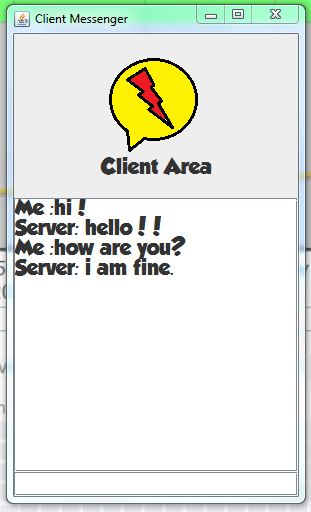 Client Messenger
Client Area
Me :hi!
Server: hello!!
Me :how are you?
Server: i am fine.